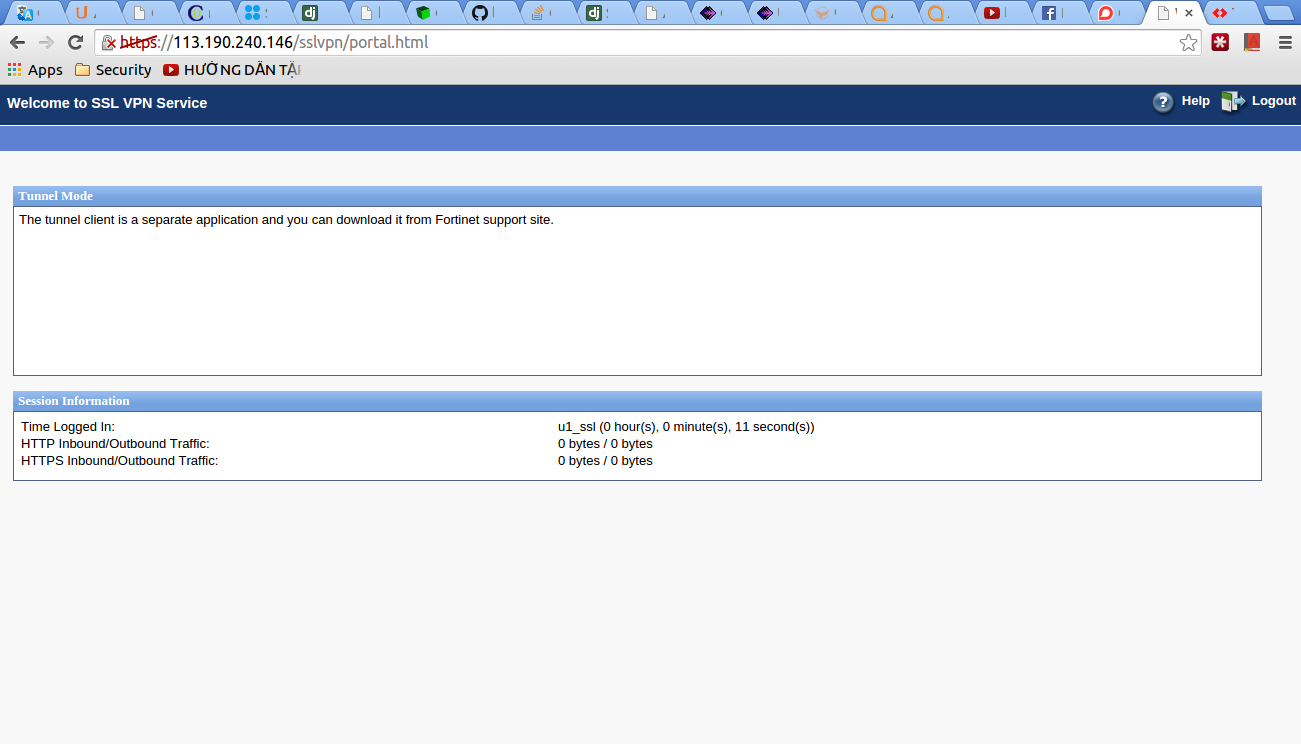 https://113.190.240.146/sslvpn/portal.html
Apps Security HƯỚNG DẪN TẬP
Welcome to SSL VPN Service
Help Logout
Tunnel Mode
The tunnel client is a separate application and you can download it from Fortinet support site.
Session Information
Time Logged In: u1_ssl (0 hour(s), 0 minute(s), 11 second(s))
HTTP Inbound/Outbound Traffic: 0 bytes / 0 bytes
HTTPS Inbound/Outbound Traffic: 0 bytes / 0 bytes